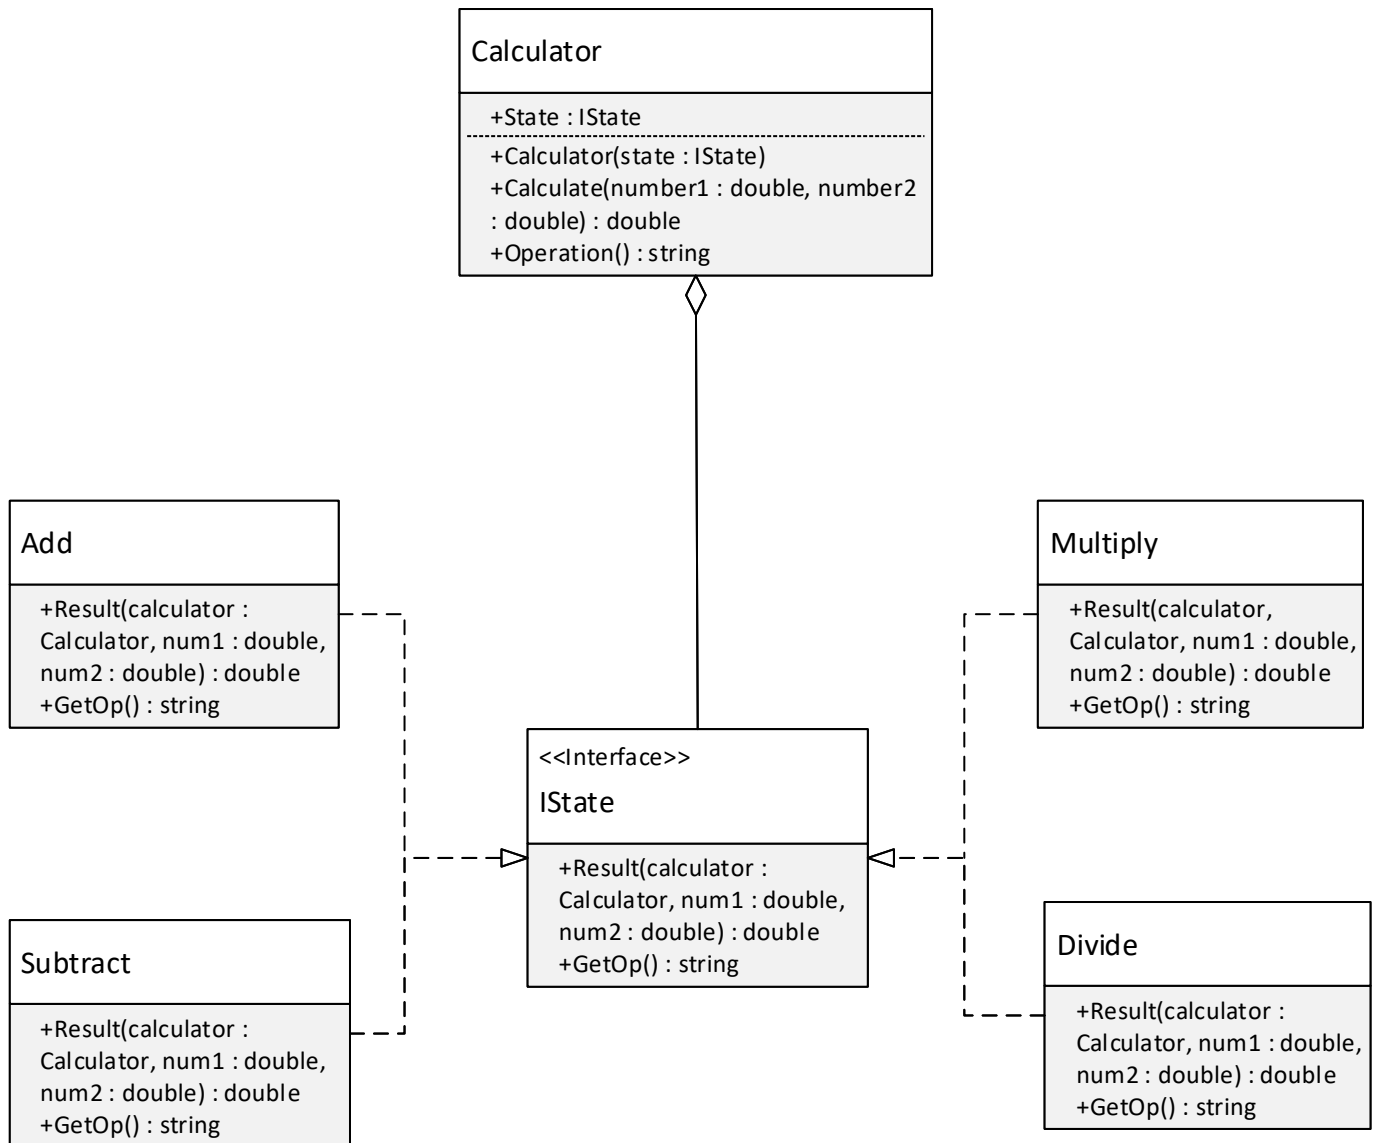 Calculator
+State : IState
+Calculator(state : IState)
+Calculate(number1 : double, number2
: double) : double
+Operation() : string
Add
+Result(calculator :
Calculator, num1 : double,
num2 : double) : double
+GetOp() : string
Multiply
+Result(calculator,
Calculator, num1 : double,
num2 : double) : double
+GetOp() : string
<<Interface>>
IState
+Result(calculator :
Calculator, num1 : double,
num2 : double) : double
+GetOp() : string
Subtract
+Result(calculator :
Calculator, num1 : double,
num2 : double) : double
+GetOp() : string
Divide
+Result(calculator :
Calculator, num1 : double,
num2 : double) : double
+GetOp() : string